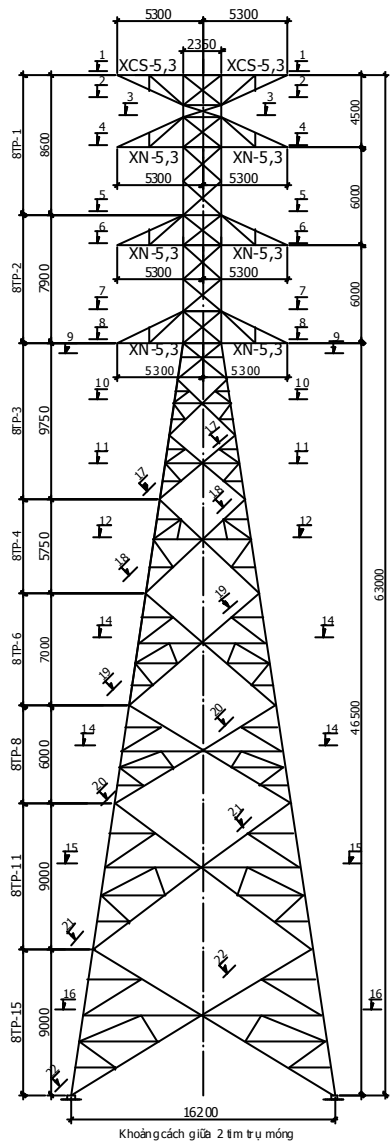 5300 5300
2350
1 XCS-5,3 XCS-5,3 1
2 2
3 3
8TP-1 8600 4500
4 4
XN-5,3 XN-5,3
5300 5300
5 5
6000
6 6
XN-5,3 XN-5,3
8TP-2 7900
5300 5300
7 7
6000
8 8
9 XN-5,3 XN-5,3 9
5300 5300
10 10
8TP-3 9750
17
11 11
17
18
12 12
8TP-4 5750
18
63000
19
14 14
8TP-6 7000
19
46500
20
14 14
8TP-8 6000
20
21
15 15
8TP-11 9000
21
22
16 16
8TP-15 9000
22
16200
Khoảng cách giữa 2 tim trụ móng